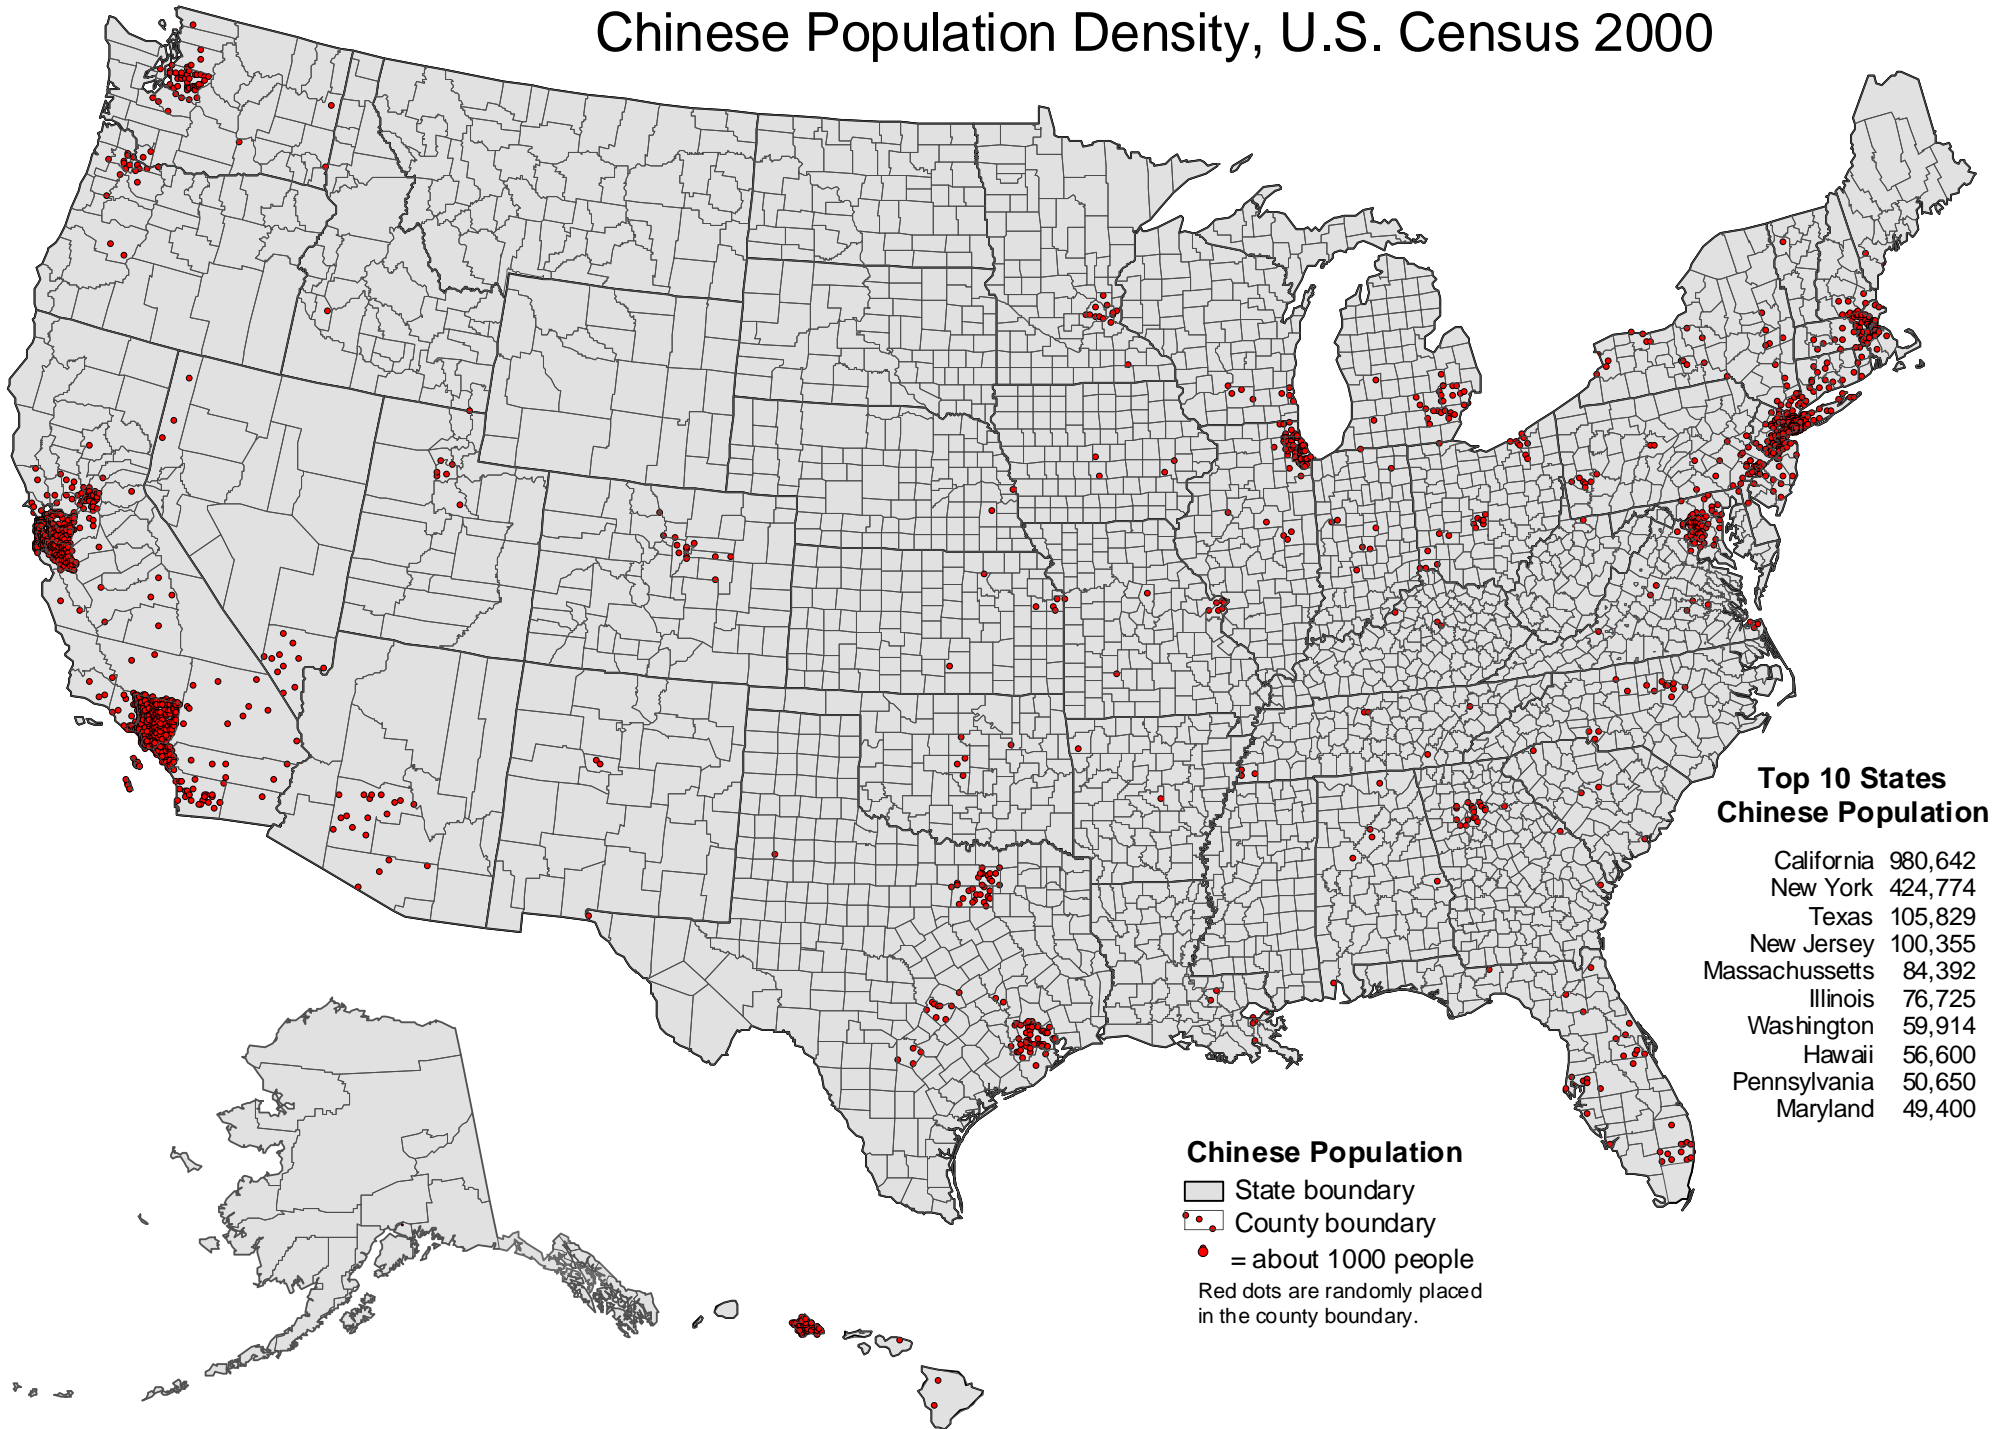 Chinese Population Density, U.S. Census 2000
Top 10 States
Chinese Population
California 980,642
New York 424,774
Texas 105,829
New Jersey 100,355
Massachussetts 84,392
Illinois 76,725
Washington 59,914
Hawaii 56,600
Pennsylvania 50,650
Maryland 49,400
Chinese Population
State boundary
County boundary
= about 1000 people
Red dots are randomly placed
in the county boundary.